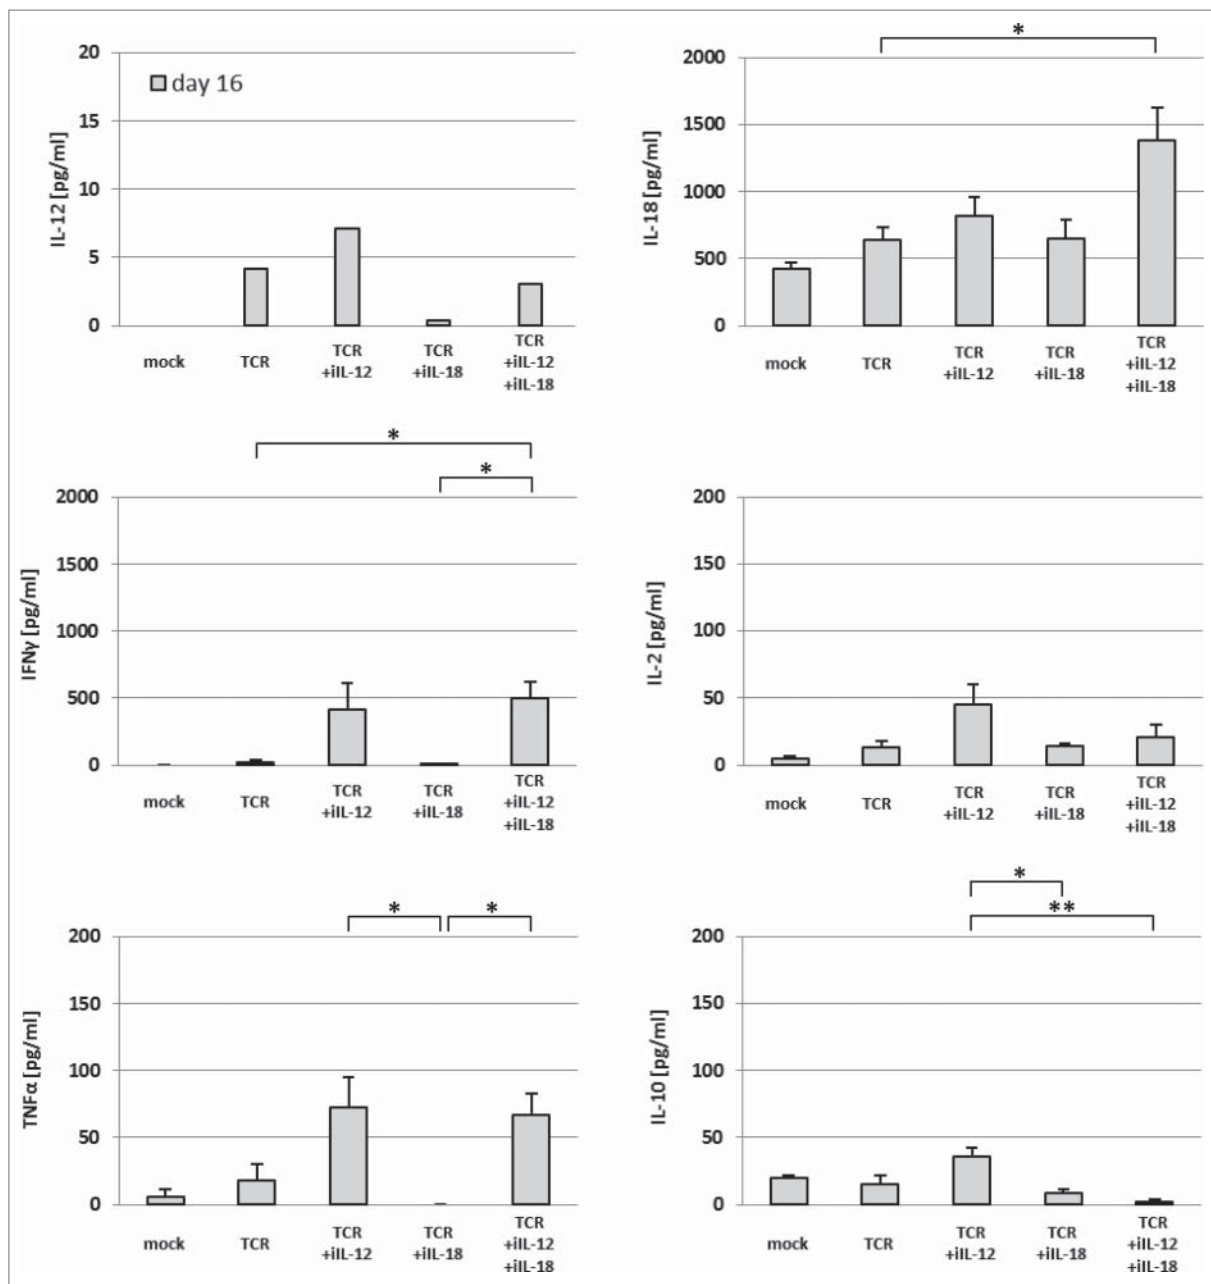 20
15
10
5
0
IL-12 [pg/ml]
day 16
mock
TCR
TCR
+iIL-12
TCR
+iIL-18
TCR
+iIL-12
+iIL-18
*
2000
1500
1000
500
0
IL-18 [pg/ml]
mock
TCR
TCR
+iIL-12
TCR
+iIL-18
TCR
+iIL-12
+iIL-18
*
*
2000
1500
1000
500
0
IFNγ [pg/ml]
mock
TCR
TCR
+iIL-12
TCR
+iIL-18
TCR
+iIL-12
+iIL-18
200
150
100
50
0
IL-2 [pg/ml]
mock
TCR
TCR
+iIL-12
TCR
+iIL-18
TCR
+iIL-12
+iIL-18
*
*
200
150
100
50
0
TNFα [pg/ml]
mock
TCR
TCR
+iIL-12
TCR
+iIL-18
TCR
+iIL-12
+iIL-18
*
**
200
150
100
50
0
IL-10 [pg/ml]
mock
TCR
TCR
+iIL-12
TCR
+iIL-18
TCR
+iIL-12
+iIL-18